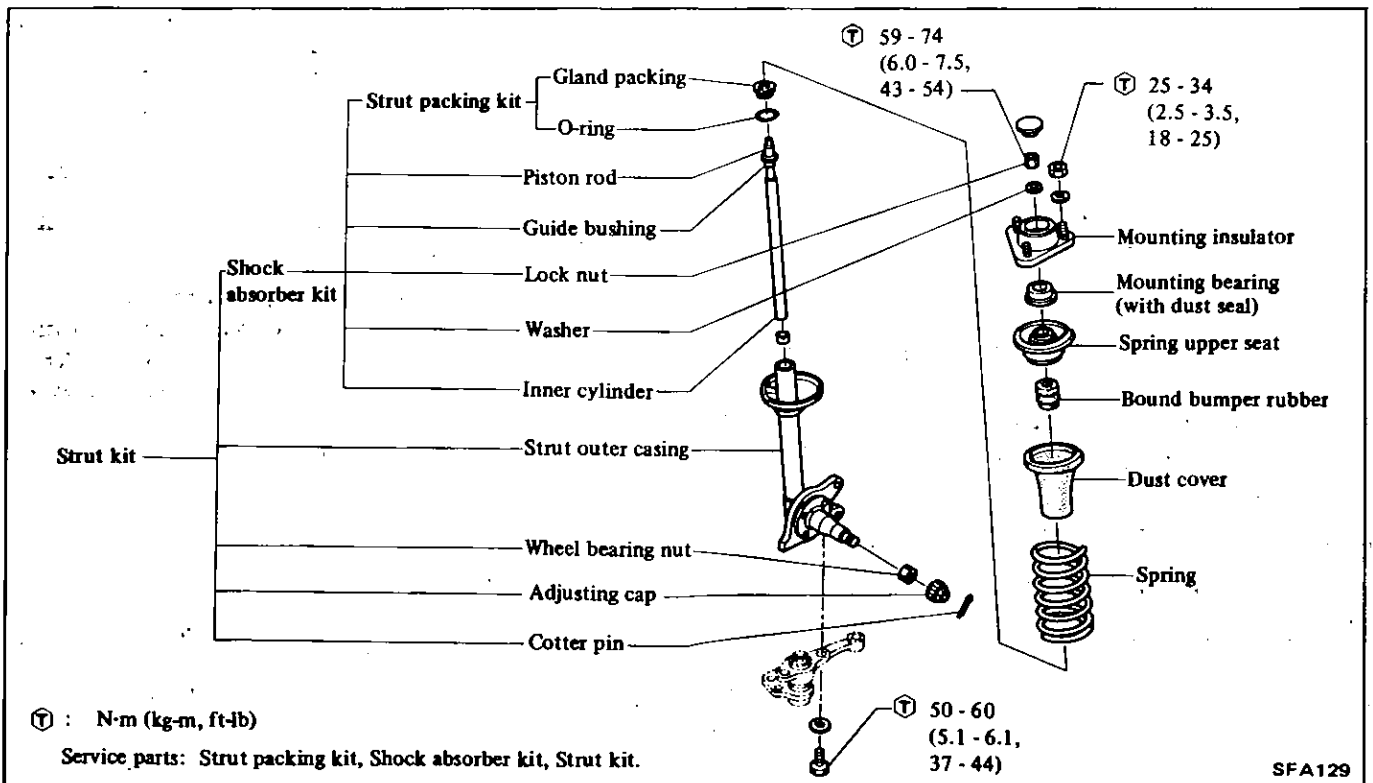 Ⓣ 59 - 74
(6.0 - 7.5,
43 - 54)
Ⓣ 25 - 34
(2.5 - 3.5,
18 - 25)
Gland packing
Strut packing kit
O-ring
Piston rod
Guide bushing
Shock
absorber kit
Lock nut
Washer
Inner cylinder
Strut kit
Strut outer casing
Wheel bearing nut
Adjusting cap
Cotter pin
Mounting insulator
Mounting bearing
(with dust seal)
Spring upper seat
Bound bumper rubber
Dust cover
Spring
Ⓣ 50 - 60
(5.1 - 6.1,
37 - 44)
Ⓣ : N·m (kg-m, ft-lb)
Service parts: Strut packing kit, Shock absorber kit, Strut kit.
SFA129